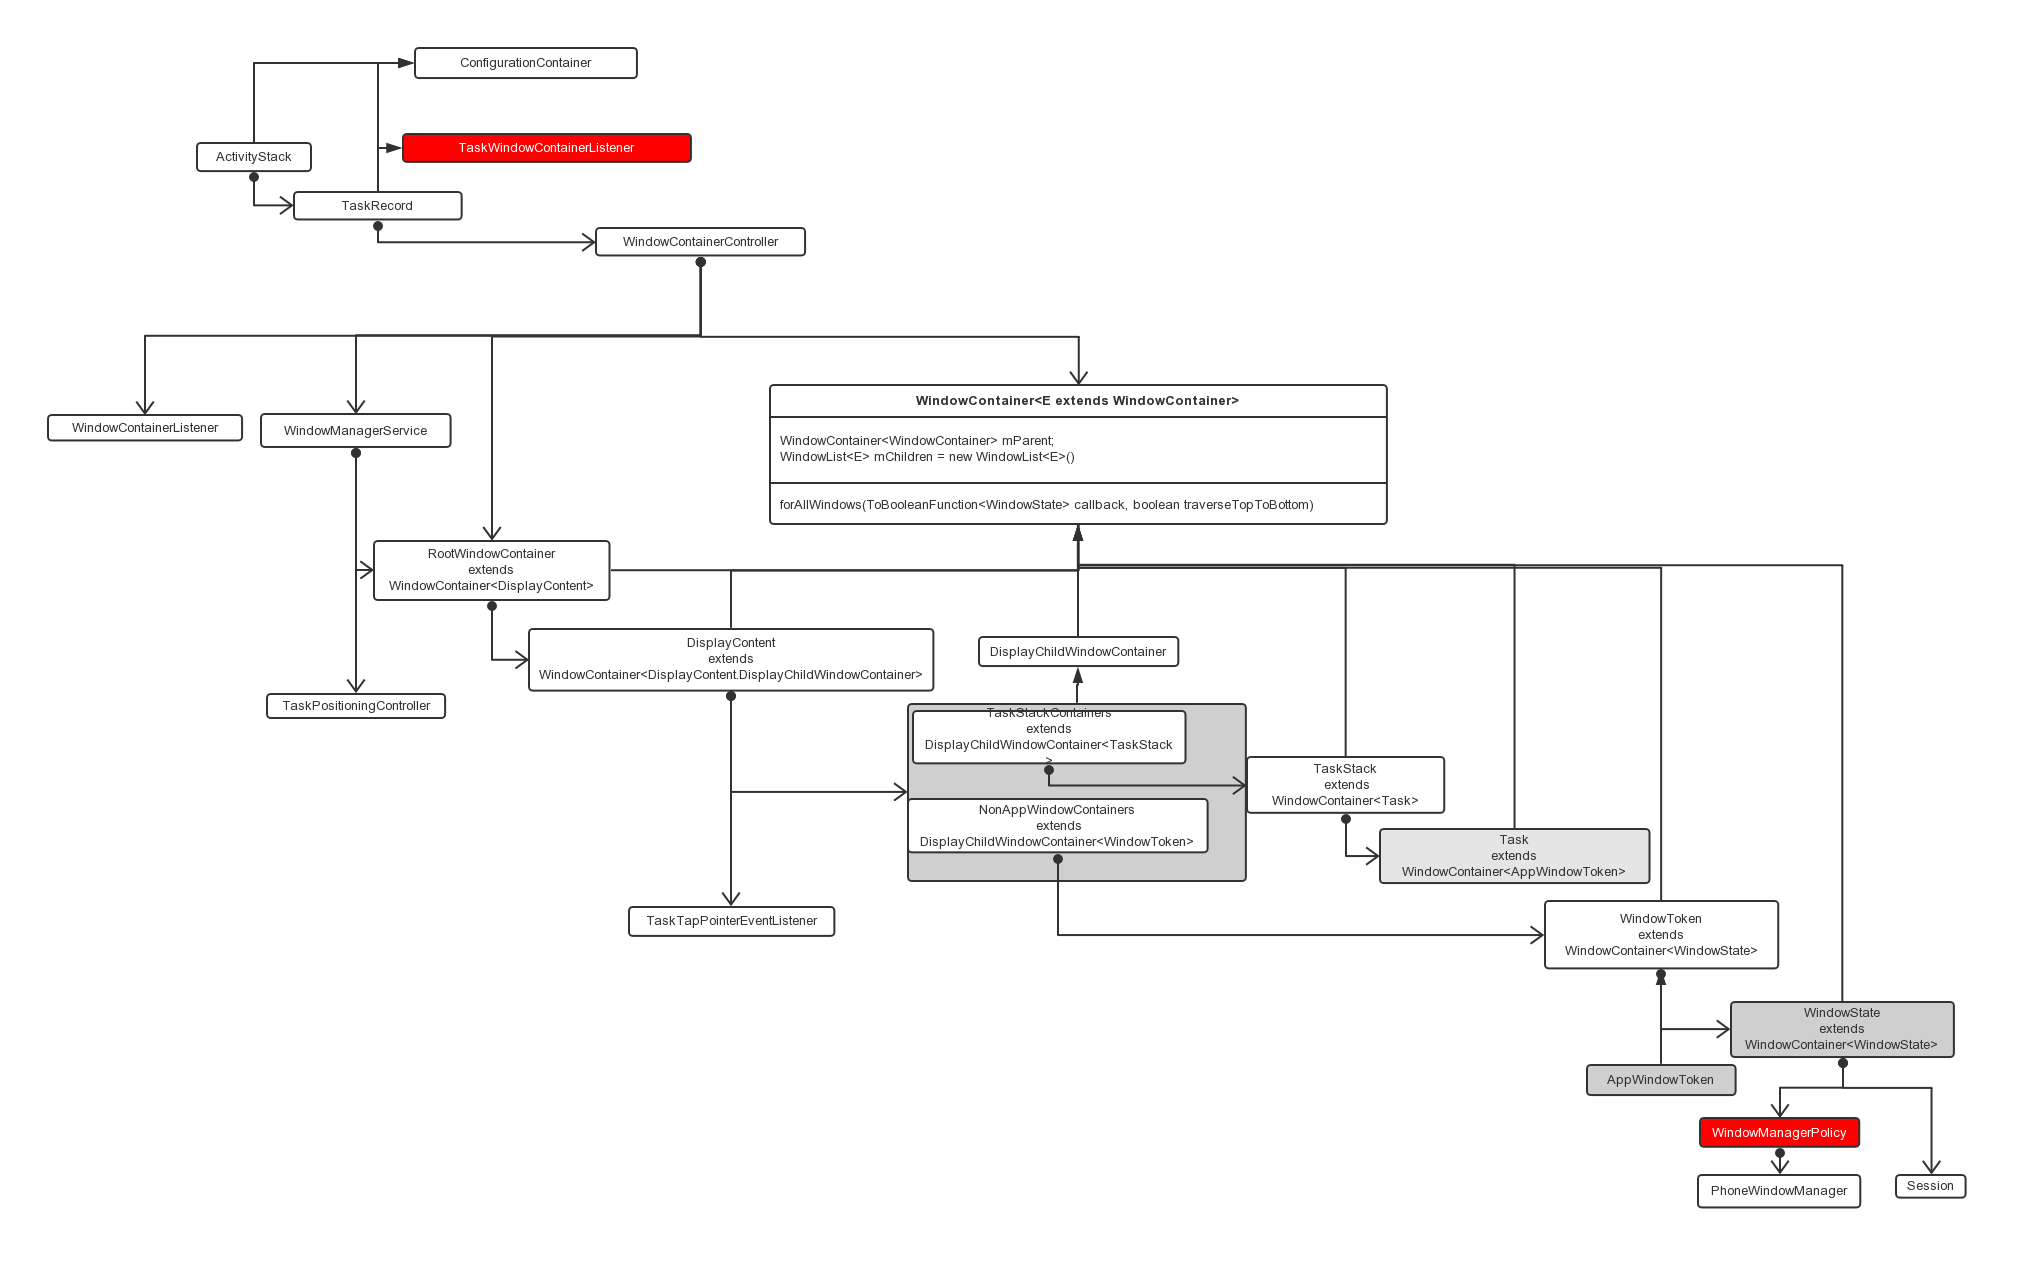 ConfigurationContainer
TaskWindowContainerListener
ActivityStack
TaskRecord
WindowContainerController
WindowContainer<E extends WindowContainer>
WindowContainer<WindowContainer> mParent;
WindowList<E> mChildren = new WindowList<E>()
forAllWindows(ToBooleanFunction<WindowState> callback, boolean traverseTopToBottom)
WindowContainerListener
WindowManagerService
RootWindowContainer
extends
WindowContainer<DisplayContent>
DisplayContent
extends
WindowContainer<DisplayContent.DisplayChildWindowContainer>
DisplayChildWindowContainer
TaskPositioningController
TaskStackContainers
extends
DisplayChildWindowContainer<TaskStack
>
TaskStack
extends
WindowContainer<Task>
NonAppWindowContainers
extends
DisplayChildWindowContainer<WindowToken>
Task
extends
WindowContainer<AppWindowToken>
TaskTapPointerEventListener
WindowToken
extends
WindowContainer<WindowState>
WindowState
extends
WindowContainer<WindowState>
AppWindowToken
WindowManagerPolicy
PhoneWindowManager
Session